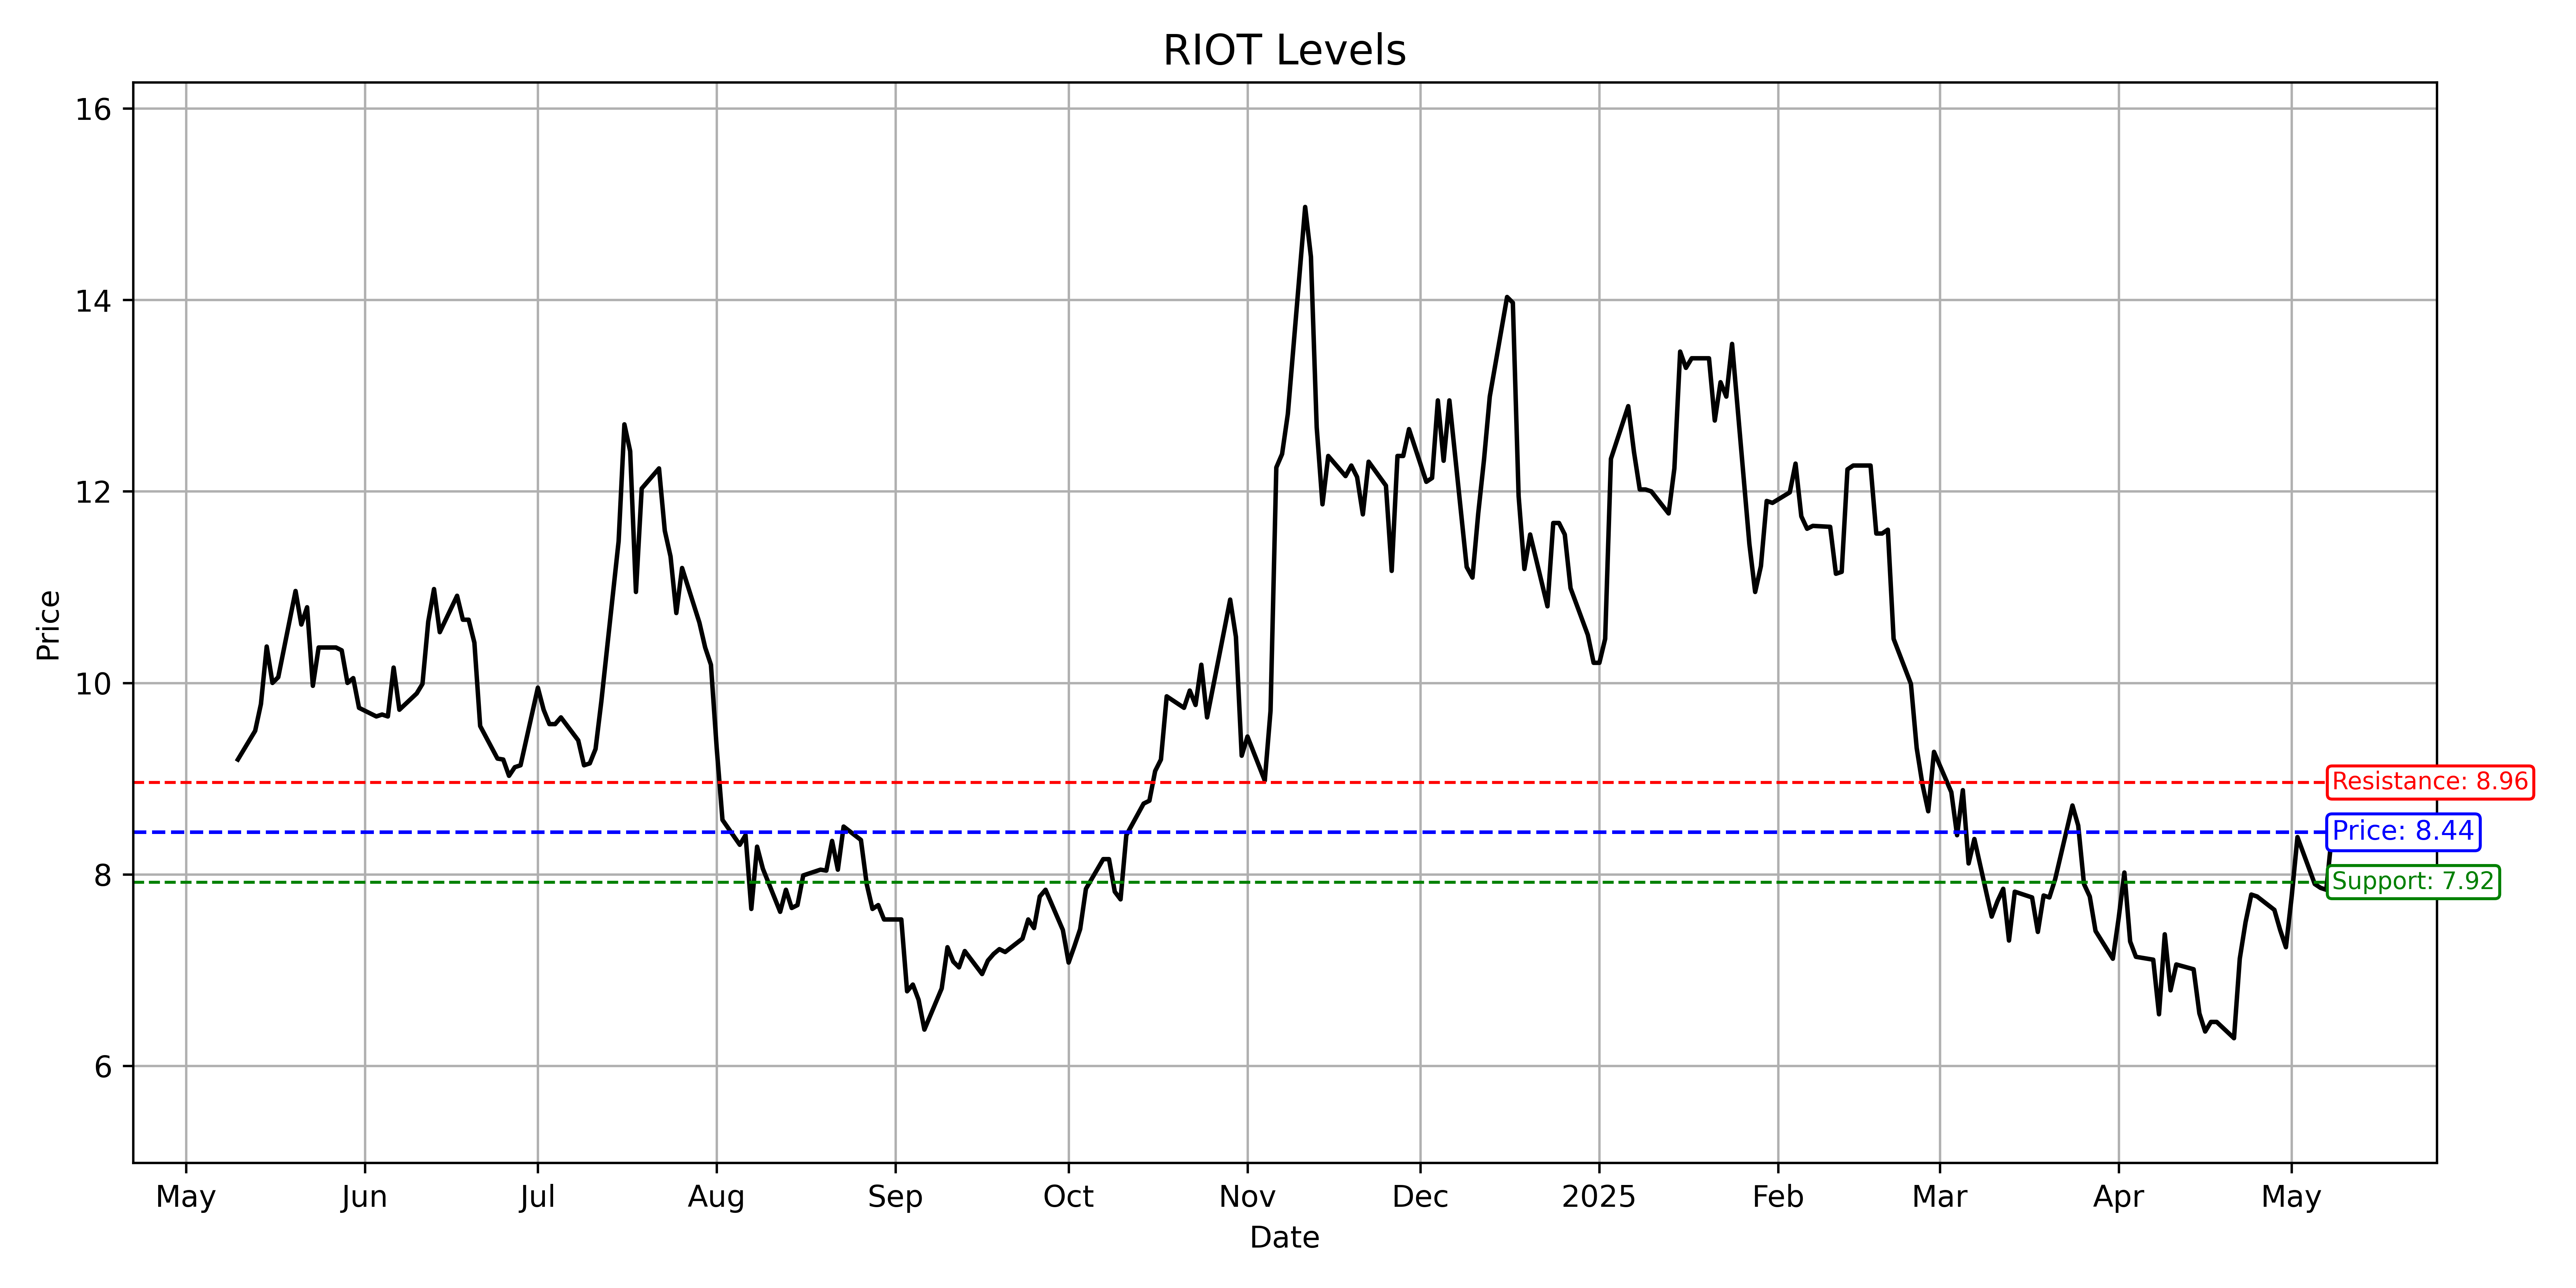 RIOT Levels
16
14
12
10
8
6
Price
Resistance: 8.96
Price: 8.44
Support: 7.92
May Jun Jul Aug Sep Oct Nov Dec 2025 Feb Mar Apr May
Date